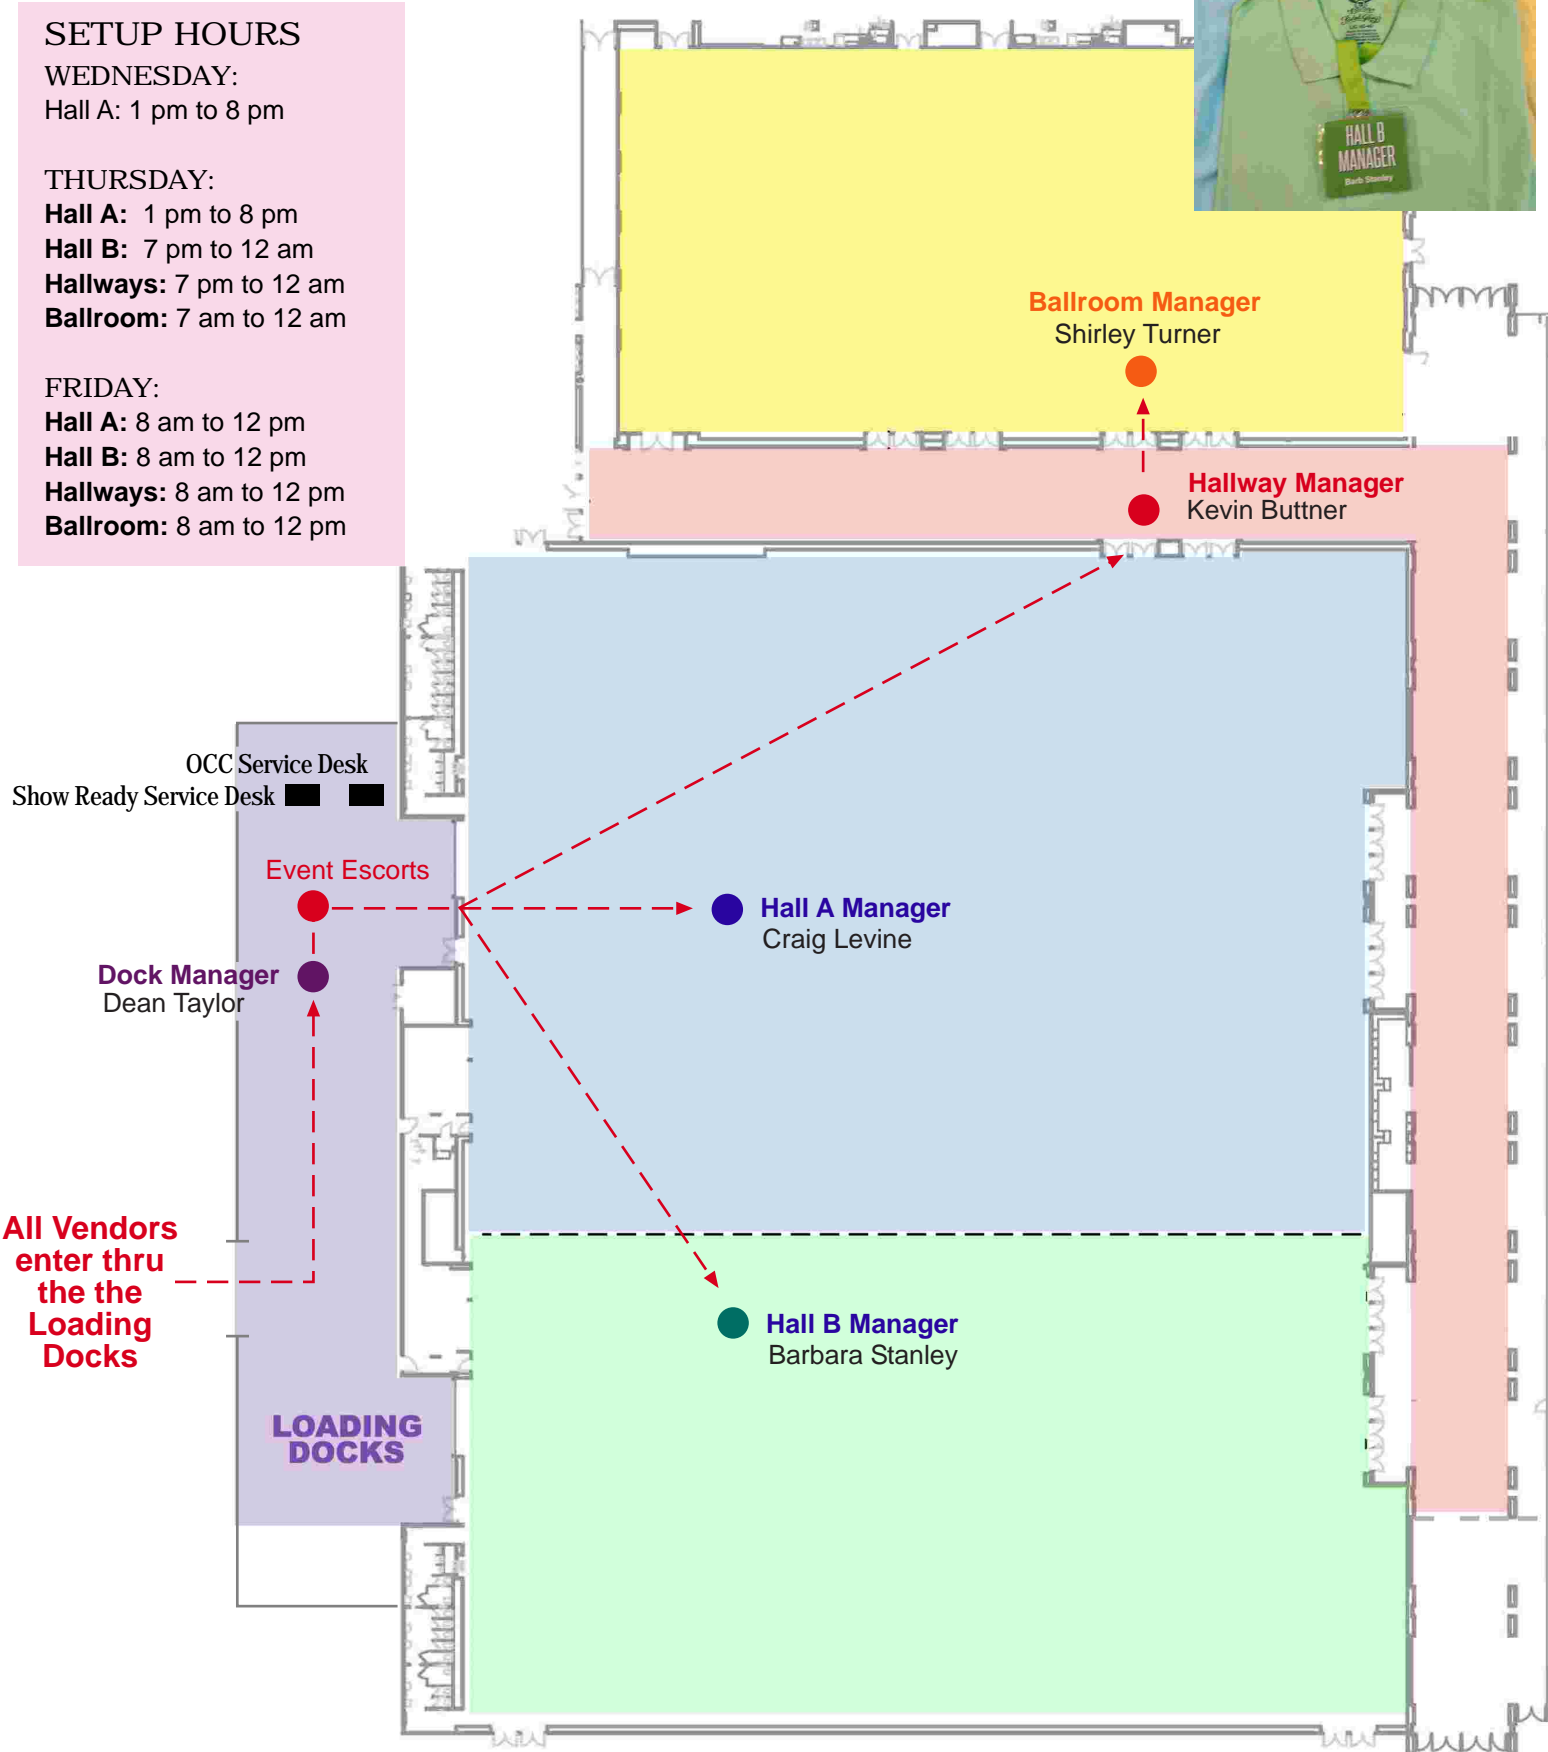 SETUP HOURS
WEDNESDAY:
Hall A: 1 pm to 8 pm
THURSDAY:
Hall A: 1 pm to 8 pm
Hall B: 7 pm to 12 am
Hallways: 7 pm to 12 am
Ballroom: 7 am to 12 am
FRIDAY:
Hall A: 8 am to 12 pm
Hall B: 8 am to 12 pm
Hallways: 8 am to 12 pm
Ballroom: 8 am to 12 pm
HALL B
MANAGER
Barb Stanley
Ballroom Manager
Shirley Turner
Hallway Manager
Kevin Buttner
OCC Service Desk
Show Ready Service Desk
Event Escorts
Hall A Manager
Craig Levine
Dock Manager
Dean Taylor
All Vendors
enter thru
the the
Loading
Docks
Hall B Manager
Barbara Stanley
LOADING
DOCKS